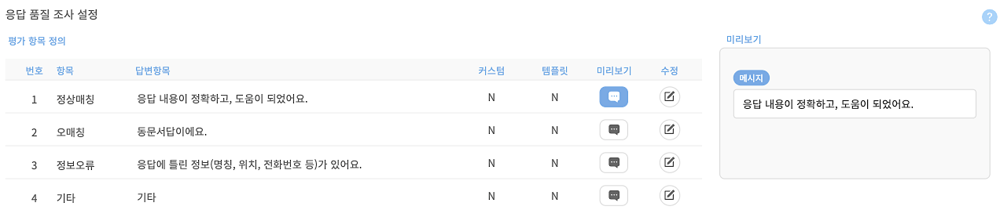 응답 품질 조사 설정
?
평가 항목 정의
미리보기
번호 항목 답변항목 커스텀 템플릿 미리보기 수정
1 정상매칭 응답 내용이 정확하고, 도움이 되었어요. N N
2 오매칭 동문서답이에요. N N
3 정보오류 응답에 틀린 정보(명칭, 위치, 전화번호 등)가 있어요. N N
4 기타 기타 N N
메시지
응답 내용이 정확하고, 도움이 되었어요.